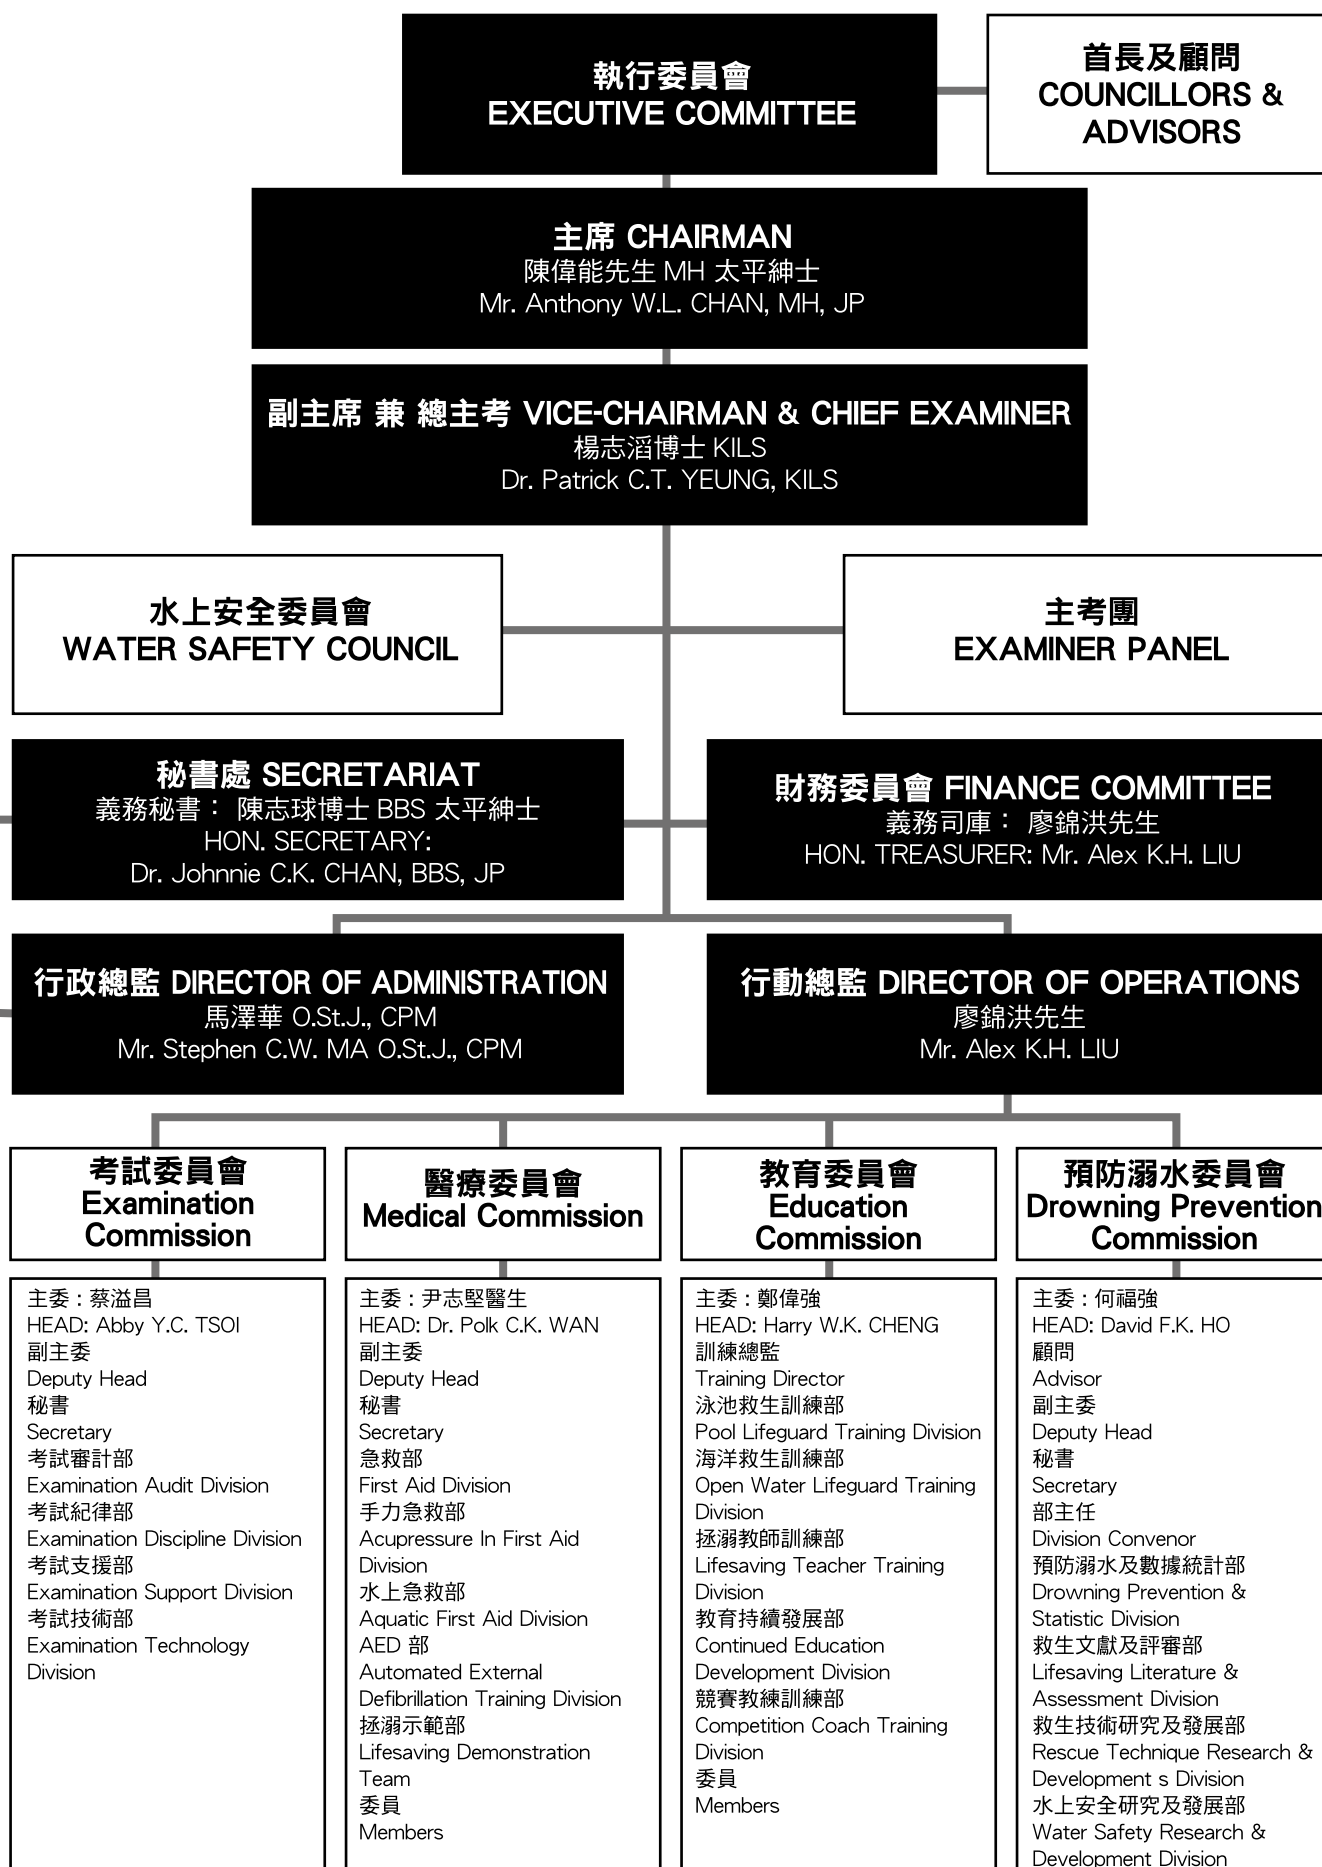 執行委員會
EXECUTIVE COMMITTEE
首長及顧問
COUNCILLORS &
ADVISORS
主席 CHAIRMAN
陳偉能先生 MH 太平紳士
Mr. Anthony W.L. CHAN, MH, JP
副主席 兼 總主考 VICE-CHAIRMAN & CHIEF EXAMINER
楊志滔博士 KILS
Dr. Patrick C.T. YEUNG, KILS
水上安全委員會
WATER SAFETY COUNCIL
主考團
EXAMINER PANEL
秘書處 SECRETARIAT
義務秘書： 陳志球博士 BBS 太平紳士
HON. SECRETARY:
Dr. Johnnie C.K. CHAN, BBS, JP
財務委員會 FINANCE COMMITTEE
義務司庫： 廖錦洪先生
HON. TREASURER: Mr. Alex K.H. LIU
行政總監 DIRECTOR OF ADMINISTRATION
馬澤華 O.St.J., CPM
Mr. Stephen C.W. MA O.St.J., CPM
行動總監 DIRECTOR OF OPERATIONS
廖錦洪先生
Mr. Alex K.H. LIU
考試委員會
Examination
Commission
主委 : 蔡溢昌
HEAD: Abby Y.C. TSOI
副主委
Deputy Head
秘書
Secretary
考試審計部
Examination Audit Division
考試紀律部
Examination Discipline Division
考試支援部
Examination Support Division
考試技術部
Examination Technology
Division
醫療委員會
Medical Commission
主委 : 尹志堅醫生
HEAD: Dr. Polk C.K. WAN
副主委
Deputy Head
秘書
Secretary
急救部
First Aid Division
手力急救部
Acupressure In First Aid
Division
水上急救部
Aquatic First Aid Division
AED 部
Automated External
Defibrillation Training Division
拯溺示範部
Lifesaving Demonstration
Team
委員
Members
教育委員會
Education
Commission
主委 : 鄭偉強
HEAD: Harry W.K. CHENG
訓練總監
Training Director
泳池救生訓練部
Pool Lifeguard Training Division
海洋救生訓練部
Open Water Lifeguard Training
Division
拯溺教師訓練部
Lifesaving Teacher Training
Division
教育持續發展部
Continued Education
Development Division
競賽教練訓練部
Competition Coach Training
Division
委員
Members
預防溺水委員會
Drowning Prevention
Commission
主委 : 何福強
HEAD: David F.K. HO
顧問
Advisor
副主委
Deputy Head
秘書
Secretary
部主任
Division Convenor
預防溺水及數據統計部
Drowning Prevention &
Statistic Division
救生文獻及評審部
Lifesaving Literature &
Assessment Division
救生技術研究及發展部
Rescue Technique Research &
Development s Division
水上安全研究及發展部
Water Safety Research &
Development Division